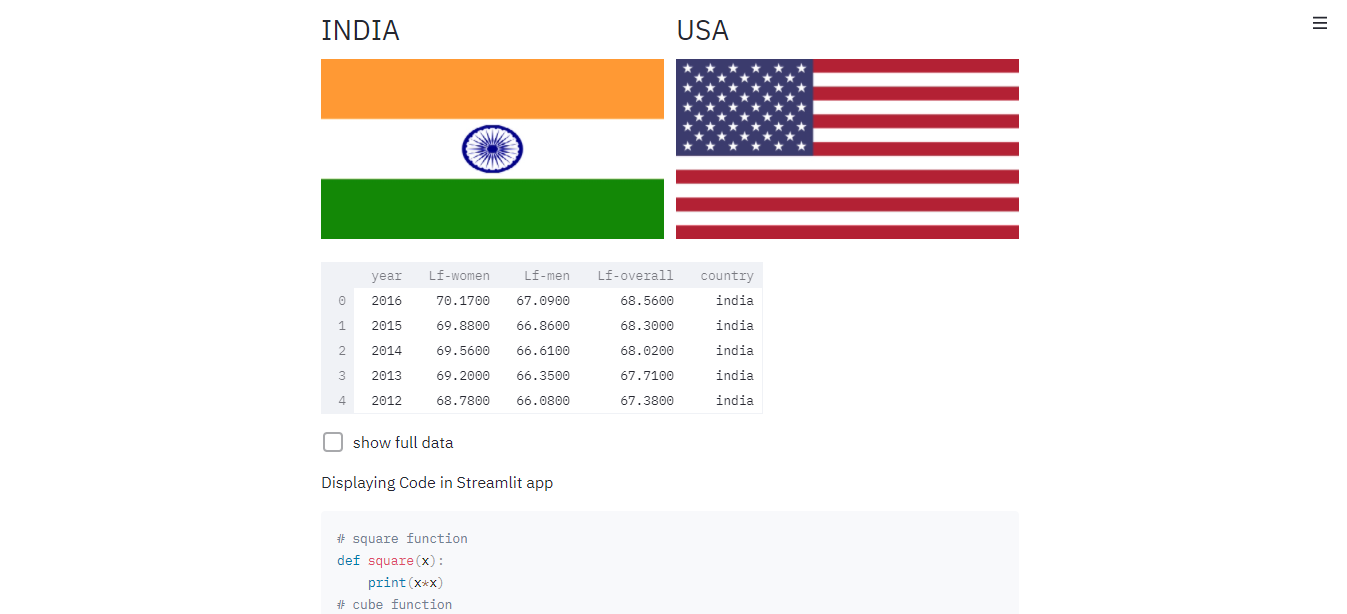 INDIA USA
year Lf-women Lf-men Lf-overall country
0 2016 70.1700 67.0900 68.5600 india
1 2015 69.8800 66.8600 68.3000 india
2 2014 69.5600 66.6100 68.0200 india
3 2013 69.2000 66.3500 67.7100 india
4 2012 68.7800 66.0800 67.3800 india
show full data
Displaying Code in Streamlit app
# square function
def square(x):
    print(x*x)
# cube function